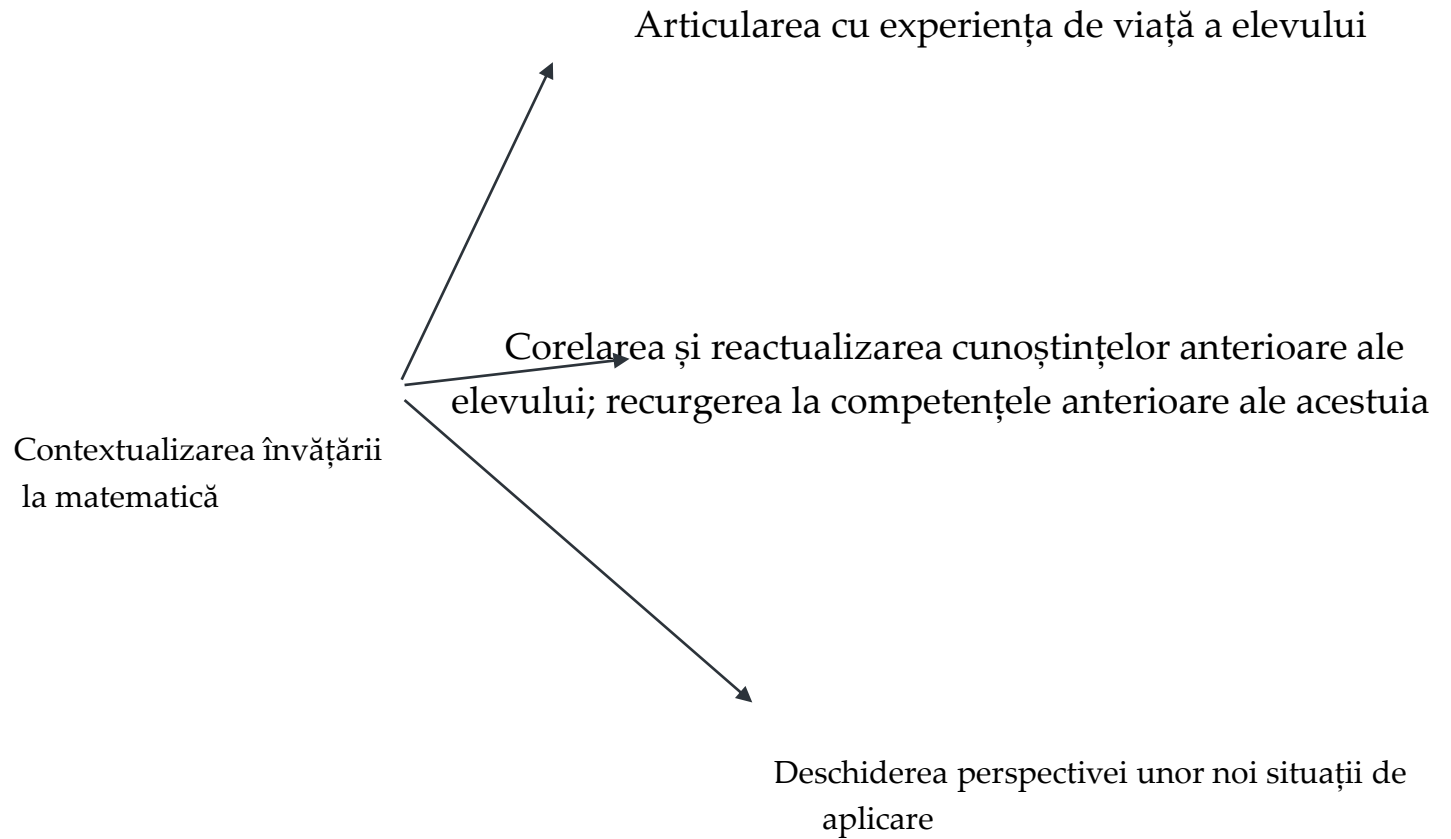 Articularea cu experiența de viață a elevului
Corelarea și reactualizarea cunoștințelor anterioare ale
elevului; recurgerea la competențele anterioare ale acestuia
Contextualizarea învățării
la matematică
Deschiderea perspectivei unor noi situații de
aplicare